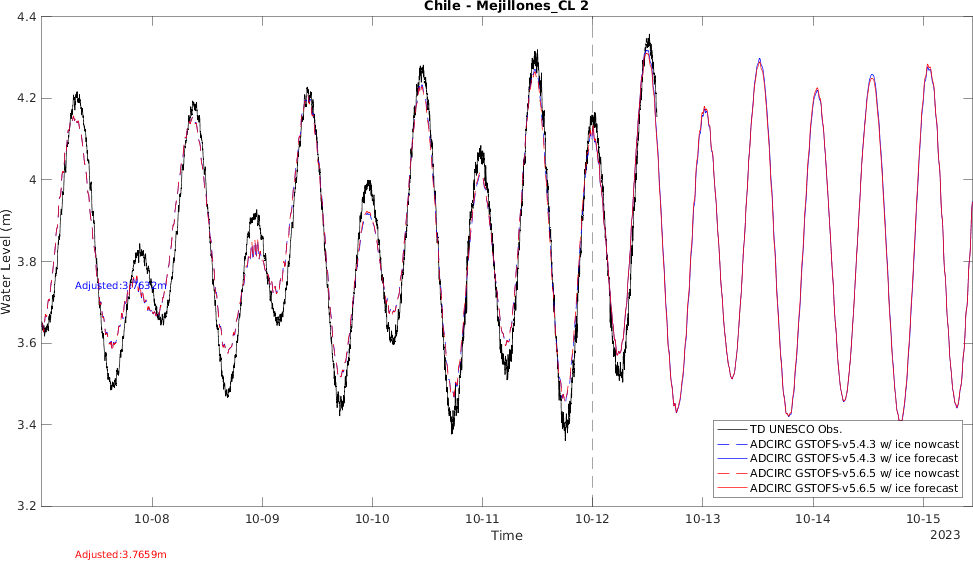 Chile - Mejillones_CL 2
4.4
4.2
4
3.8
3.6
3.4
3.2
Water Level (m)
Adjusted:3.7632m
TD UNESCO Obs.
ADCIRC GSTOFS-v5.4.3 w/ ice nowcast
ADCIRC GSTOFS-v5.4.3 w/ ice forecast
ADCIRC GSTOFS-v5.6.5 w/ ice nowcast
ADCIRC GSTOFS-v5.6.5 w/ ice forecast
10-08 10-09 10-10 10-11 10-12 10-13 10-14 10-15
Time
2023
Adjusted:3.7659m